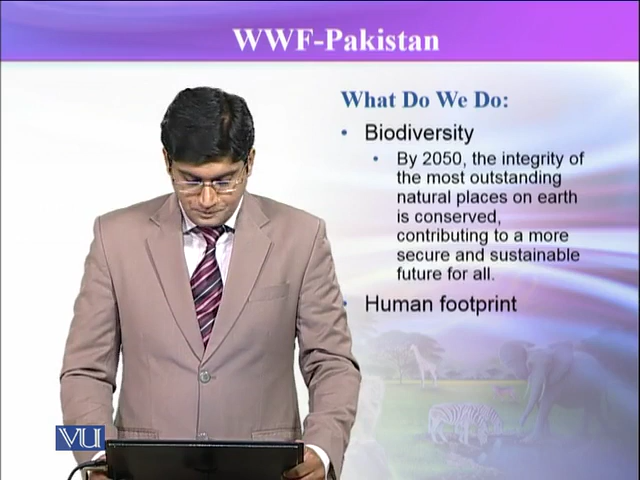 WWF-Pakistan
What Do We Do:
• Biodiversity
• By 2050, the integrity of
the most outstanding
natural places on earth
is conserved,
contributing to a more
secure and sustainable
future for all.
• Human footprint
VU